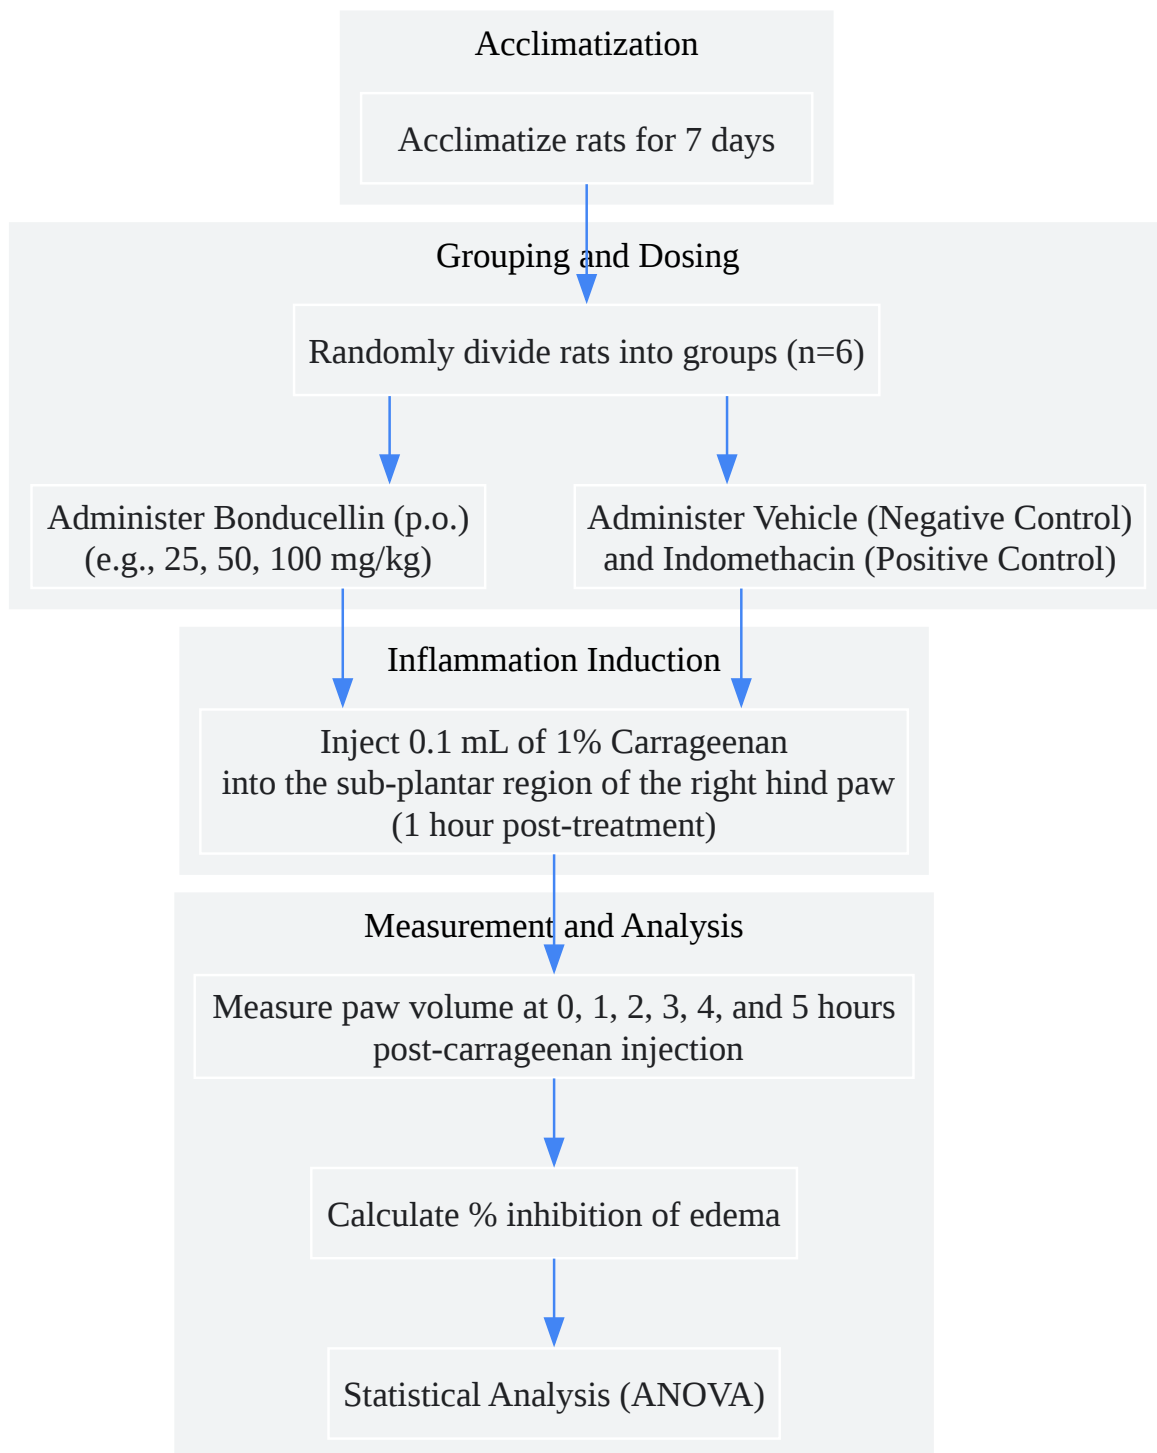 Acclimatization
Acclimatize rats for 7 days
Grouping and Dosing
Randomly divide rats into groups (n=6)
Administer Bonducellin (p.o.)
(e.g., 25, 50, 100 mg/kg)
Administer Vehicle (Negative Control)
and Indomethacin (Positive Control)
Inflammation Induction
Inject 0.1 mL of 1% Carrageenan
into the sub-plantar region of the right hind paw
(1 hour post-treatment)
Measurement and Analysis
Measure paw volume at 0, 1, 2, 3, 4, and 5 hours
post-carrageenan injection
Calculate % inhibition of edema
Statistical Analysis (ANOVA)